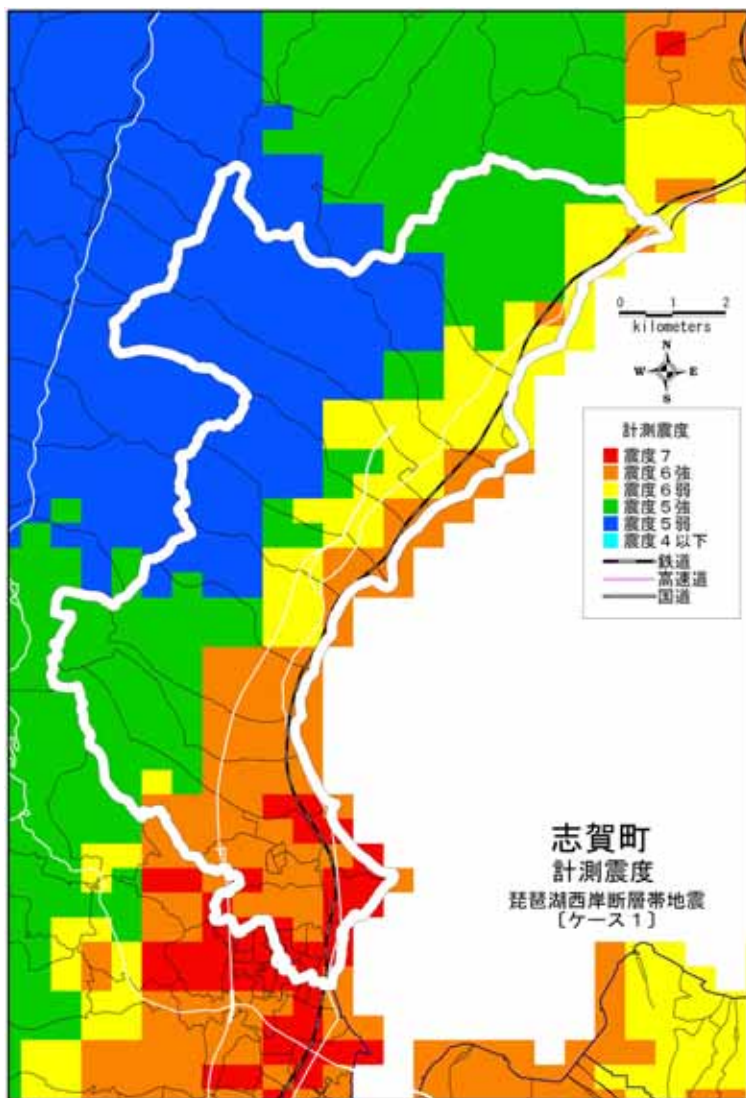 0 1 2
kilometers
N
W E
S
計測震度
震度7
震度6強
震度6弱
震度5強
震度5弱
震度4以下
鉄道
高速道
国道
志賀町
計測震度
琵琶湖西岸断層帯地震
〔ケース1〕